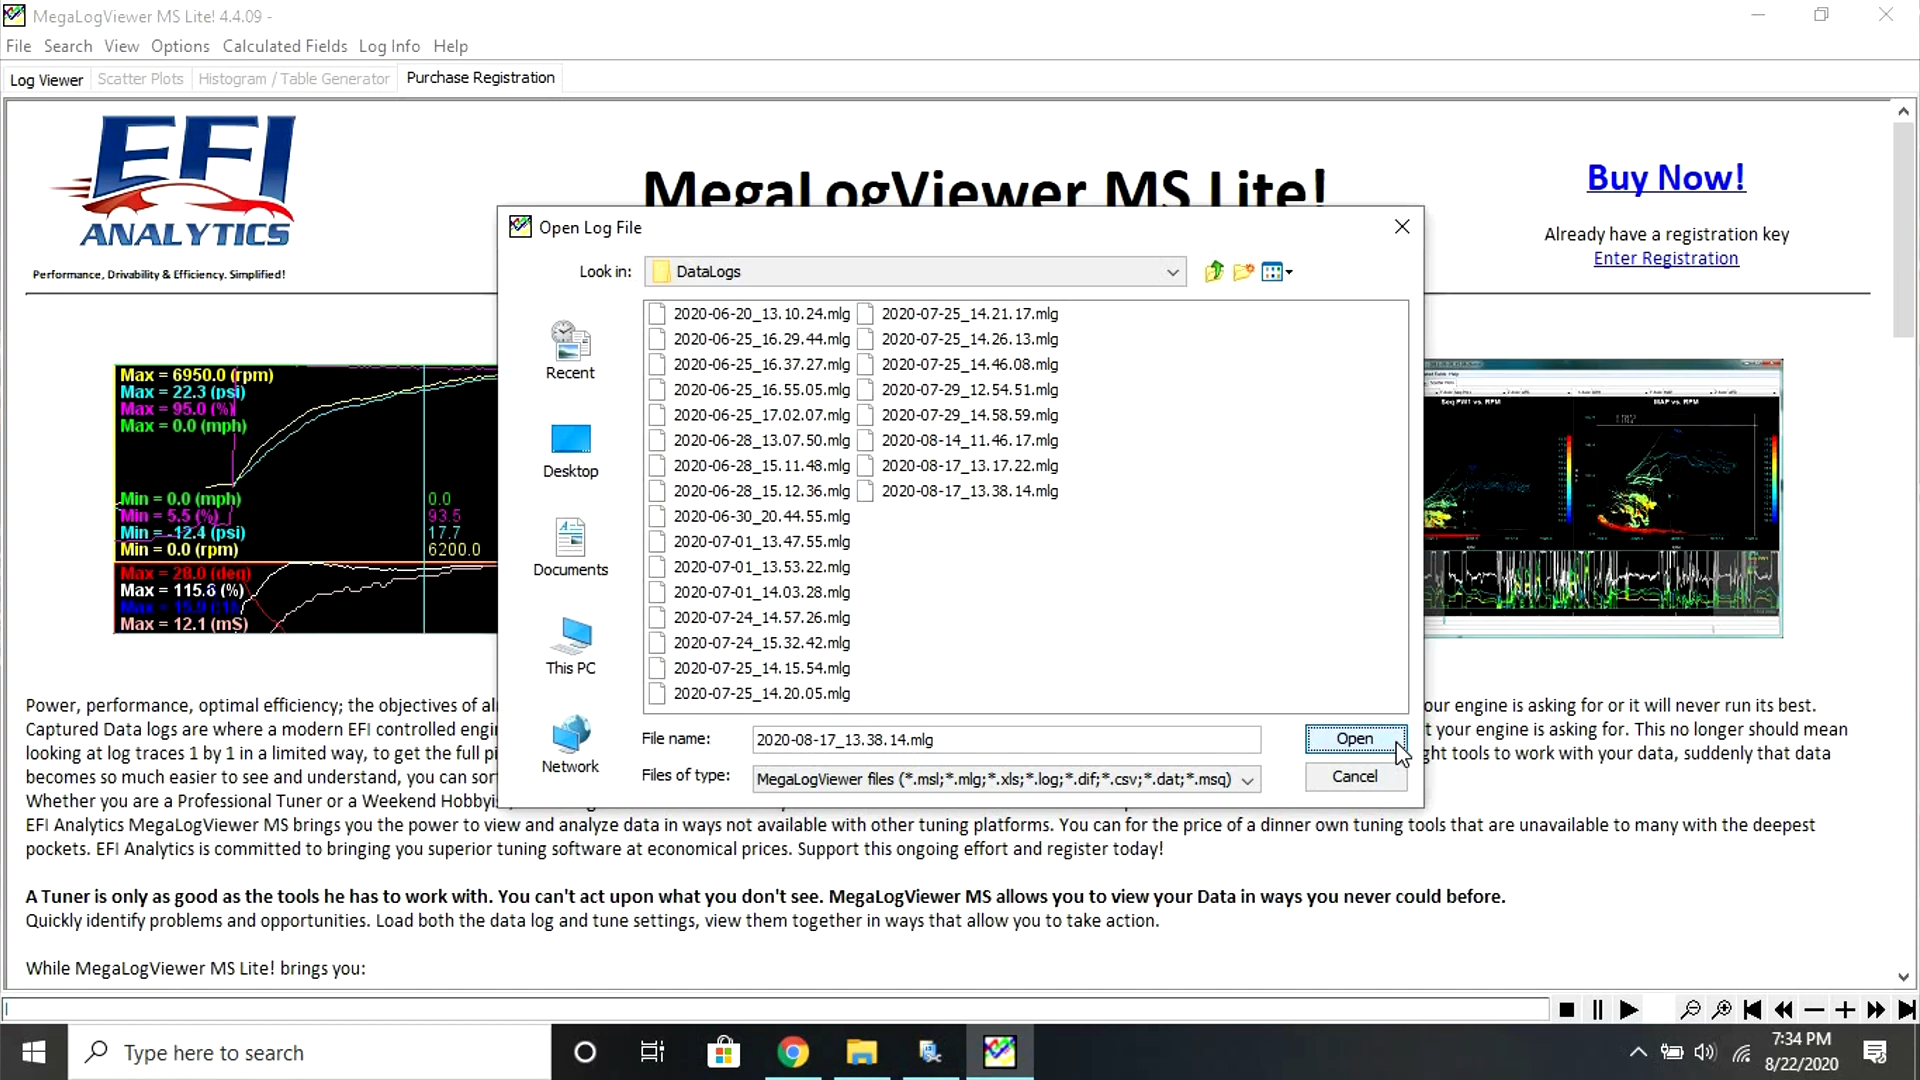 MegaLogViewer MS Lite! 4.4.09 -
File Search View Options Calculated Fields Log Info Help
Log Viewer Scatter Plots Histogram / Table Generator Purchase Registration
EFI
ANALYTICS
Performance, Drivability & Efficiency. Simplified!
MegaLogViewer MS Lite!
Buy Now!
Already have a registration key
Enter Registration
Open Log File
Look in: DataLogs
Recent
Desktop
Documents
This PC
Network
2020-06-20_13.10.24.mlg
2020-06-25_16.29.44.mlg
2020-06-25_16.37.27.mlg
2020-06-25_16.55.05.mlg
2020-06-25_17.02.07.mlg
2020-06-28_13.07.50.mlg
2020-06-28_15.11.48.mlg
2020-06-28_15.12.36.mlg
2020-06-30_20.44.55.mlg
2020-07-01_13.47.55.mlg
2020-07-01_13.53.22.mlg
2020-07-01_14.03.28.mlg
2020-07-24_14.57.26.mlg
2020-07-24_15.32.42.mlg
2020-07-25_14.15.54.mlg
2020-07-25_14.20.05.mlg
2020-07-25_14.21.17.mlg
2020-07-25_14.26.13.mlg
2020-07-25_14.46.08.mlg
2020-07-29_12.54.51.mlg
2020-07-29_14.58.59.mlg
2020-08-14_11.46.17.mlg
2020-08-17_13.17.22.mlg
2020-08-17_13.38.14.mlg
File name: 2020-08-17_13.38.14.mlg Open
Files of type: MegaLogViewer files (*.msl;*.mlg;*.xls;*.log;*.dif;*.csv;*.dat;*.msq) Cancel
Max = 6950.0 (rpm)
Max = 22.3 (psi)
Max = 95.0 (%)
Max = 0.0 (mph)
Min = 0.0 (mph) 0.0
Min = 5.5 (%) 93.5
Min = -12.4 (psi) 17.7
Min = 0.0 (rpm) 6200.0
Max = 28.0 (deg)
Max = 115.6 (%)
Max = 12.1 (mS)
Seq PW1 vs. RPM
MAP vs. RPM
Power, performance, optimal efficiency; the objectives of al our engine is asking for or it will never run its best.
Captured Data logs are where a modern EFI controlled engin t your engine is asking for. This no longer should mean
looking at log traces 1 by 1 in a limited way, to get the full pi ght tools to work with your data, suddenly that data
becomes so much easier to see and understand, you can sor
Whether you are a Professional Tuner or a Weekend Hobbyi
EFI Analytics MegaLogViewer MS brings you the power to view and analyze data in ways not available with other tuning platforms. You can for the price of a dinner own tuning tools that are unavailable to many with the deepest
pockets. EFI Analytics is committed to bringing you superior tuning software at economical prices. Support this ongoing effort and register today!
A Tuner is only as good as the tools he has to work with. You can't act upon what you don't see. MegaLogViewer MS allows you to view your Data in ways you never could before.
Quickly identify problems and opportunities. Load both the data log and tune settings, view them together in ways that allow you to take action.
While MegaLogViewer MS Lite! brings you:
Type here to search
7:34 PM
8/22/2020